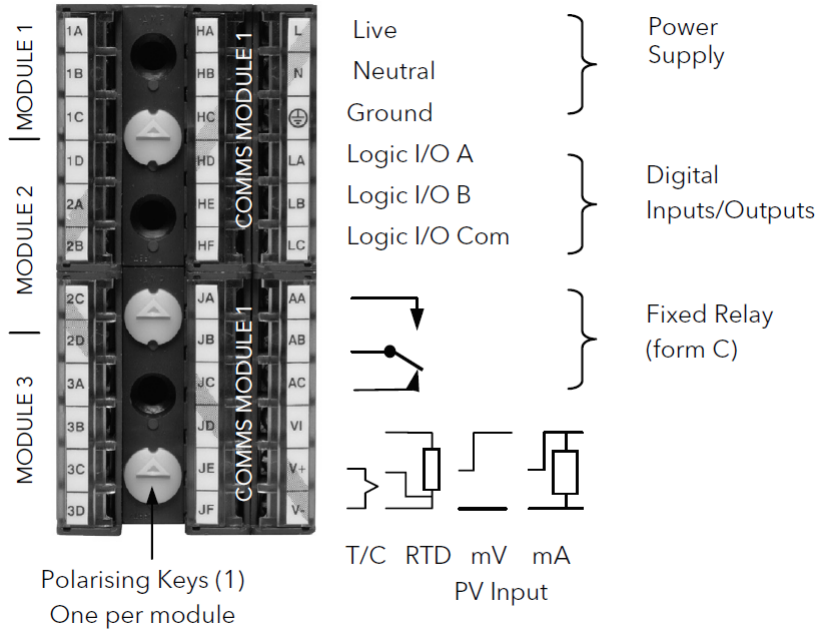 MODULE 1
MODULE 2
MODULE 3
1A
1B
1C
1D
2A
2B
2C
2D
3A
3B
3C
3D
HA
HB
HC
HD
HE
HF
JA
JB
JC
JD
JE
JF
COMMS MODULE 1
COMMS MODULE 1
L
N
LA
LB
LC
AA
AB
AC
VI
V+
V-
Live
Neutral
Ground
Logic I/O A
Logic I/O B
Logic I/O Com
Power
Supply
Digital
Inputs/Outputs
Fixed Relay
(form C)
T/C RTD mV mA
PV Input
Polarising Keys (1)
One per module